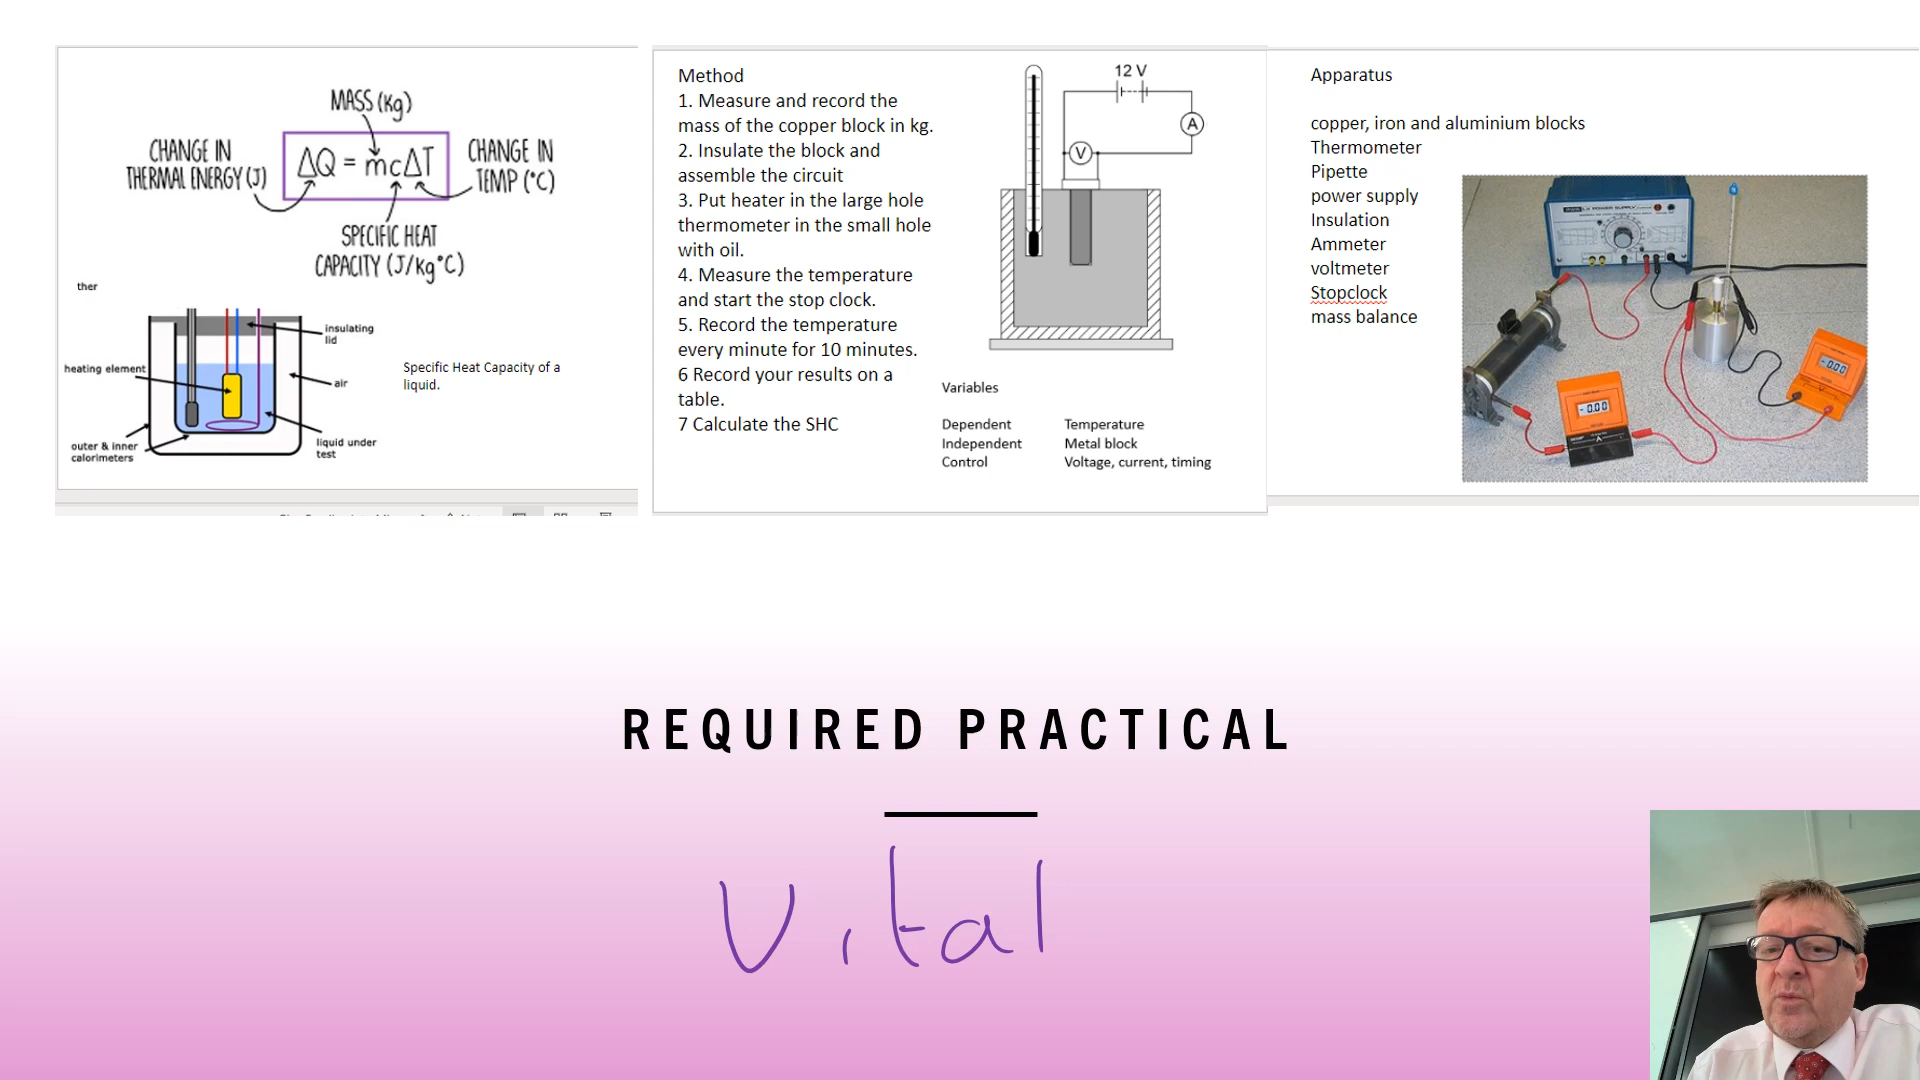 MASS (Kg)
CHANGE IN
THERMAL ENERGY (J)
ΔQ = mcΔT
CHANGE IN
TEMP (°C)
SPECIFIC HEAT
CAPACITY (J/Kg°C)
ther
insulating
lid
heating element
air
outer & inner
calorimeters
liquid under
test
Specific Heat Capacity of a
liquid.
Method
1. Measure and record the
mass of the copper block in kg.
2. Insulate the block and
assemble the circuit
3. Put heater in the large hole
thermometer in the small hole
with oil.
4. Measure the temperature
and start the stop clock.
5. Record the temperature
every minute for 10 minutes.
6 Record your results on a
table.
7 Calculate the SHC
12 V
A
V
Variables
Dependent Temperature
Independent Metal block
Control Voltage, current, timing
Apparatus
copper, iron and aluminium blocks
Thermometer
Pipette
power supply
Insulation
Ammeter
voltmeter
Stopclock
mass balance
-0.00
-0.00
REQUIRED PRACTICAL
Vital